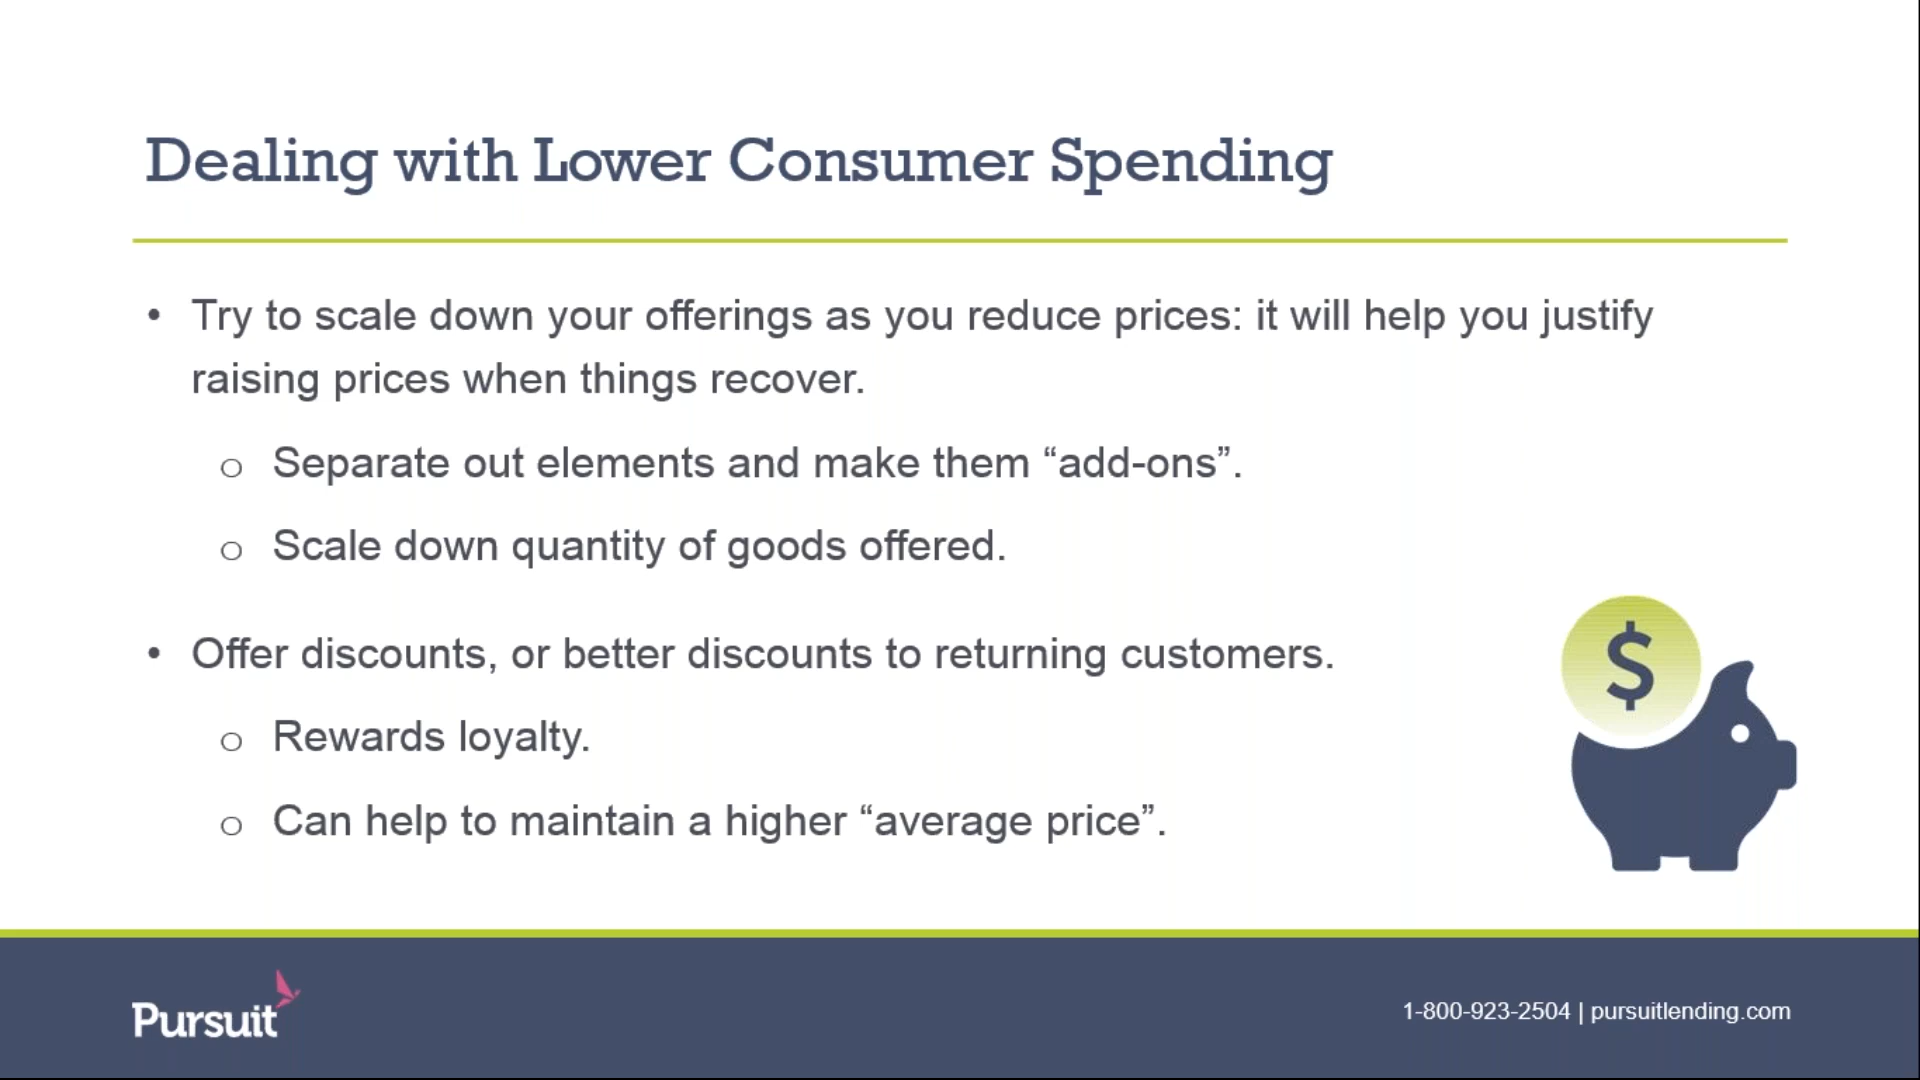 Dealing with Lower Consumer Spending
• Try to scale down your offerings as you reduce prices: it will help you justify
raising prices when things recover.
o Separate out elements and make them “add-ons”.
o Scale down quantity of goods offered.
• Offer discounts, or better discounts to returning customers.
o Rewards loyalty.
o Can help to maintain a higher “average price”.
$
Pursuit
1-800-923-2504 | pursuitlending.com